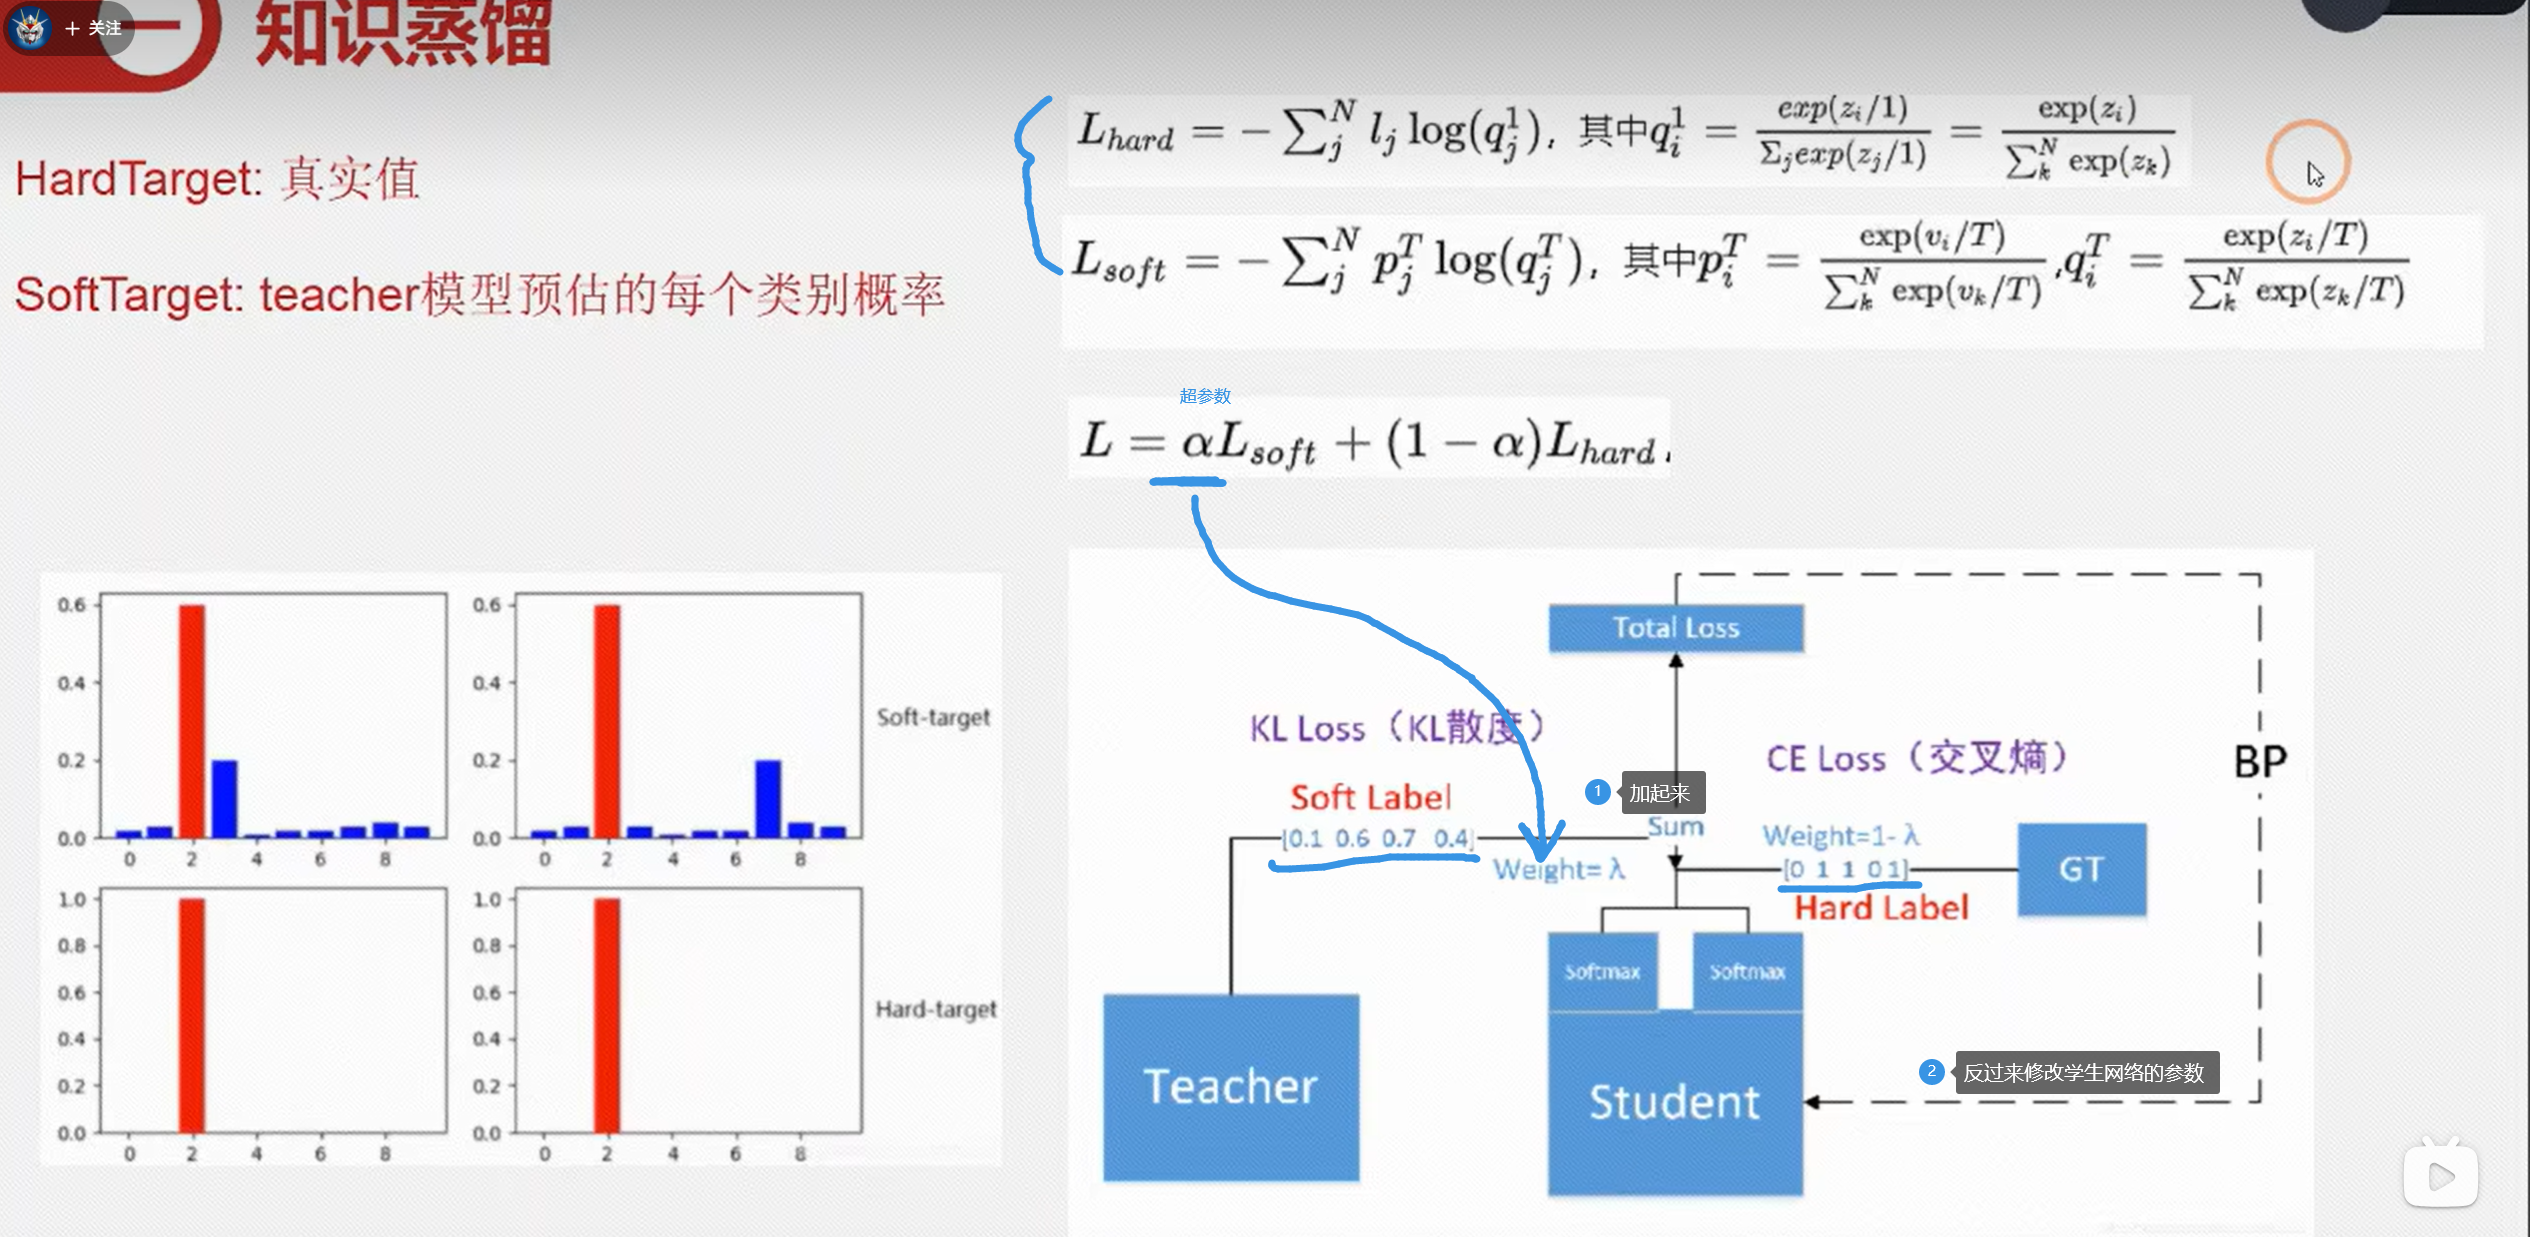 + 关注
知识蒸馏
HardTarget: 真实值
SoftTarget: teacher模型预估的每个类别概率
L_{hard} = -\sum_j^N l_j \log(q_j^1), 其中q_i^1 = \frac{exp(z_i/1)}{\Sigma_j exp(z_j/1)} = \frac{\exp(z_i)}{\sum_k^N \exp(z_k)}
L_{soft} = -\sum_j^N p_j^T \log(q_j^T), 其中p_i^T = \frac{\exp(v_i/T)}{\sum_k^N \exp(v_k/T)}, q_i^T = \frac{\exp(z_i/T)}{\sum_k^N \exp(z_k/T)}
超参数
L = αL_{soft} + (1 − α)L_{hard}.
0.6
0.4
0.2
0.0
0 2 4 6 8
0.6
0.4
0.2
0.0
0 2 4 6 8
Soft-target
1.0
0.8
0.6
0.4
0.2
0.0
0 2 4 6 8
1.0
0.8
0.6
0.4
0.2
0.0
0 2 4 6 8
Hard-target
Total Loss
KL Loss（KL散度）
CE Loss（交叉熵）
BP
Soft Label
1 加起来
[0.1 0.6 0.7 0.4]
Sum
Weight=1- λ
Weight= λ
[0 1 1 0 1]
GT
Hard Label
Softmax
Softmax
Teacher
Student
2 反过来修改学生网络的参数